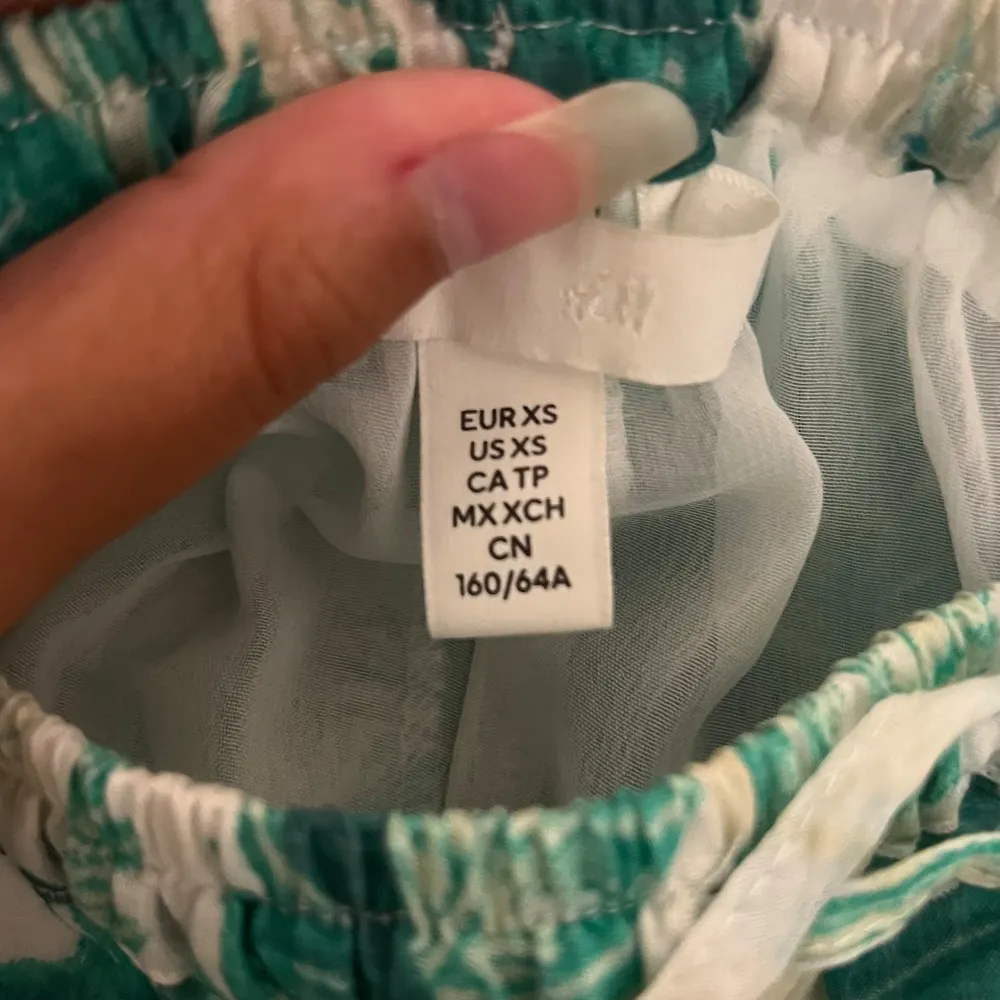 EUR XS
US XS
CA TP
MX XCH
CN
160/64A